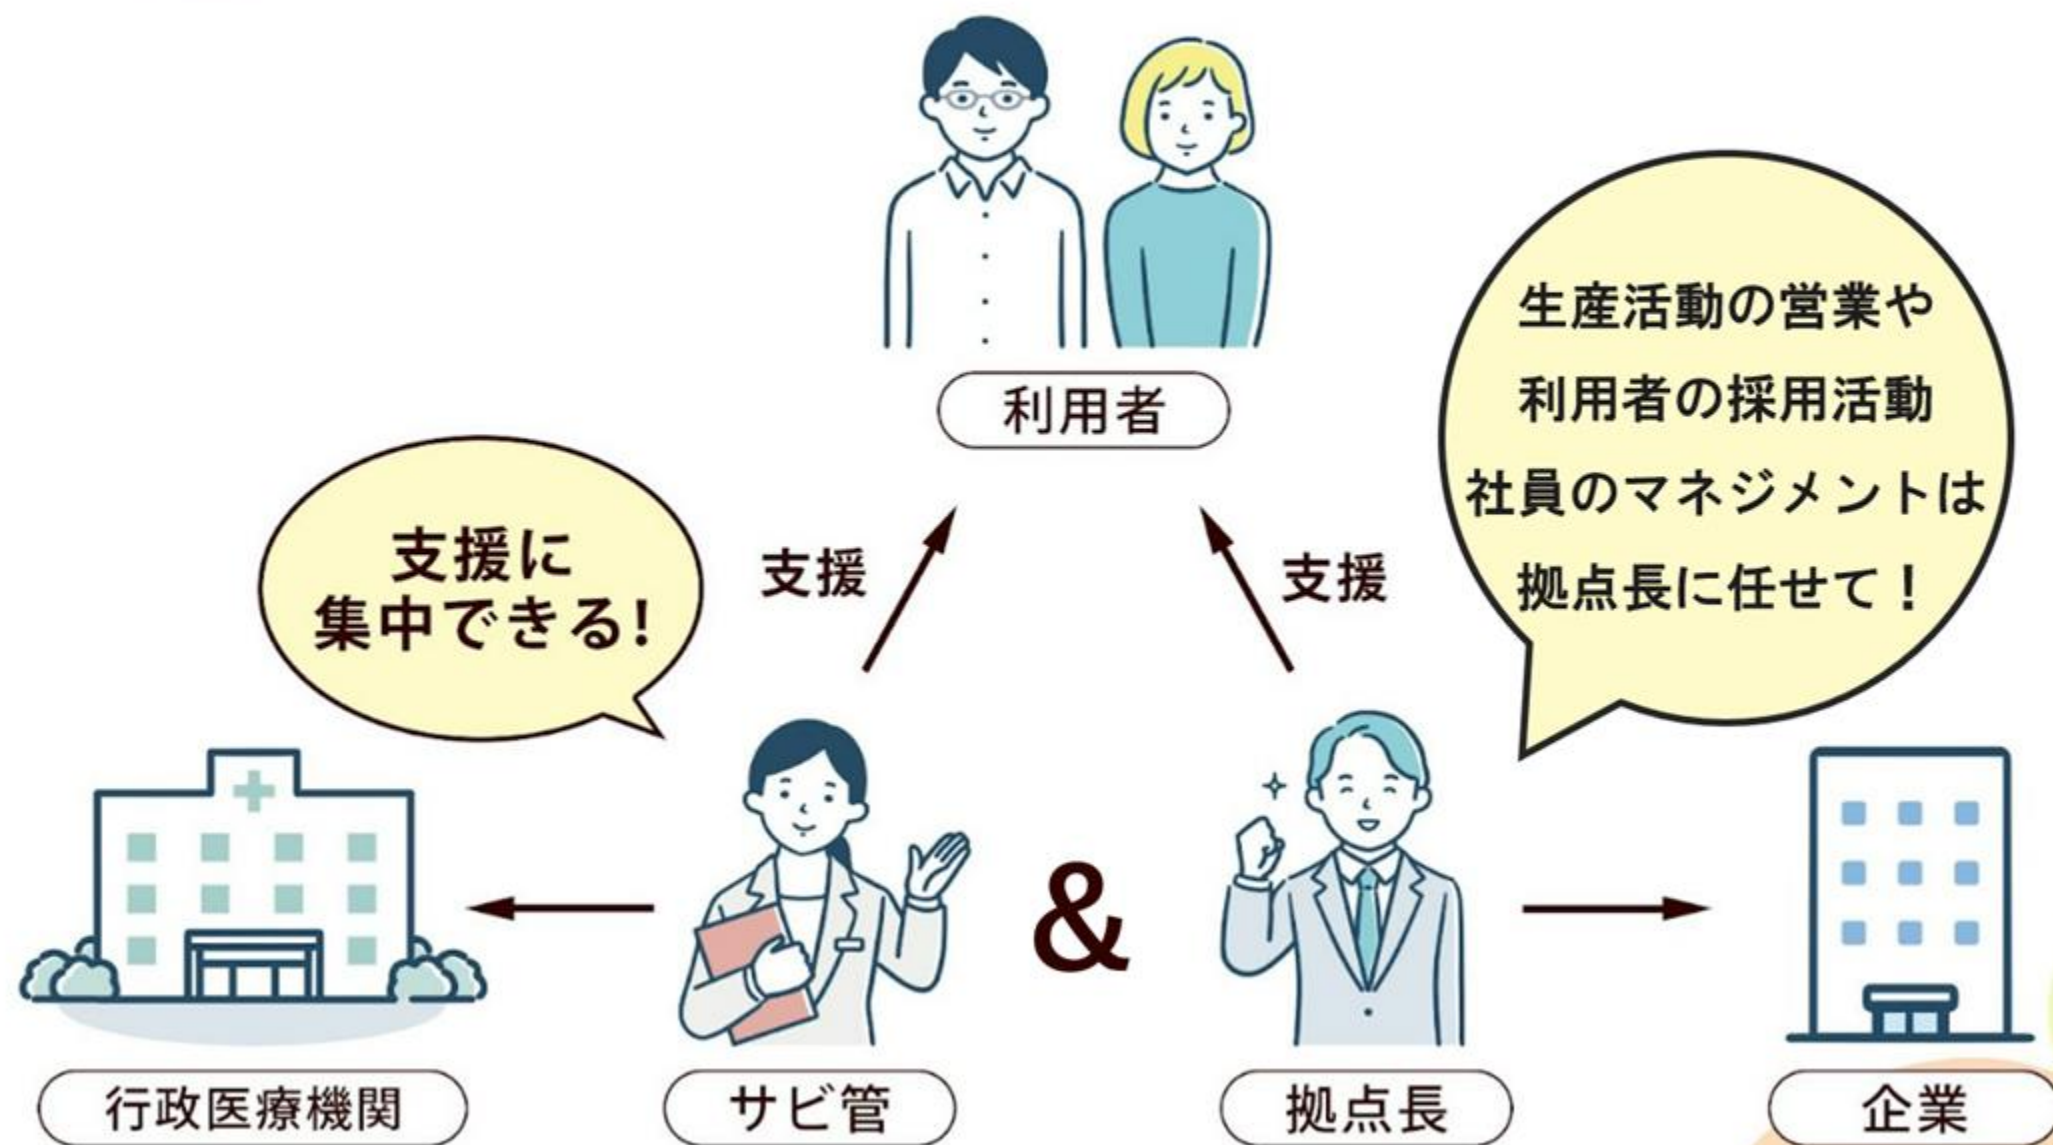 利用者
生産活動の営業や
利用者の採用活動
社員のマネジメントは
拠点長に任せて！
支援に
集中できる!
支援
支援
&
行政医療機関
サビ管
拠点長
企業